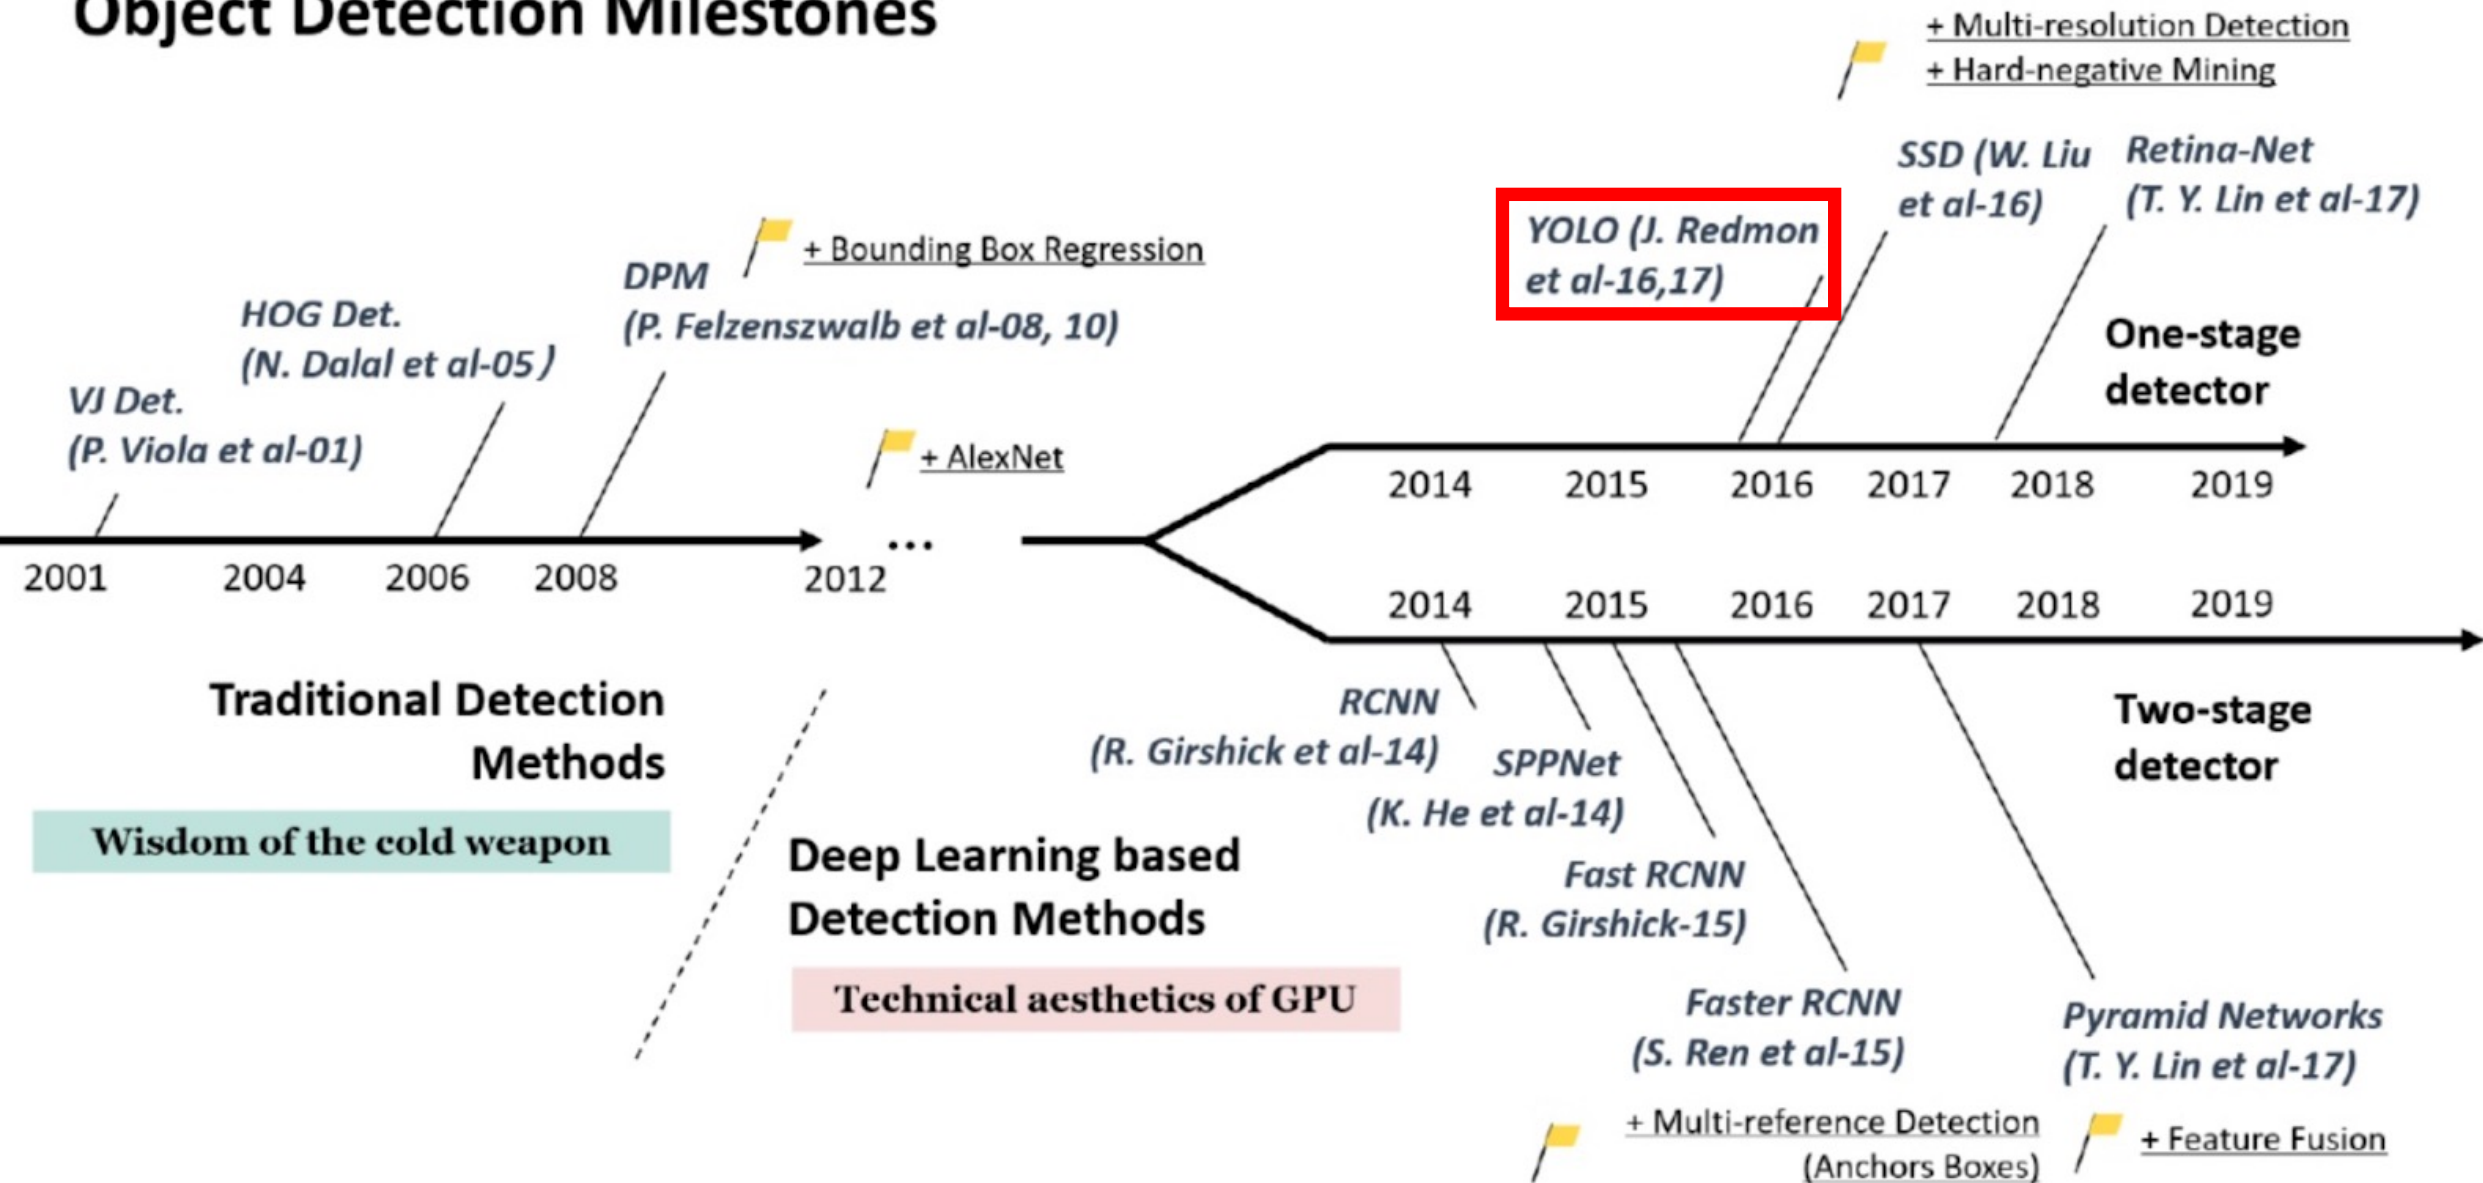 Object Detection Milestones
+ Multi-resolution Detection
+ Hard-negative Mining
SSD (W. Liu
et al-16)
Retina-Net
(T. Y. Lin et al-17)
YOLO (J. Redmon
et al-16,17)
+ Bounding Box Regression
DPM
(P. Felzenszwalb et al-08, 10)
HOG Det.
(N. Dalal et al-05)
VJ Det.
(P. Viola et al-01)
+ AlexNet
One-stage
detector
2014 2015 2016 2017 2018 2019
2001 2004 2006 2008 2012
...
2014 2015 2016 2017 2018 2019
Traditional Detection
Methods
Wisdom of the cold weapon
Deep Learning based
Detection Methods
Technical aesthetics of GPU
RCNN
(R. Girshick et al-14)
SPPNet
(K. He et al-14)
Fast RCNN
(R. Girshick-15)
Faster RCNN
(S. Ren et al-15)
Two-stage
detector
Pyramid Networks
(T. Y. Lin et al-17)
+ Multi-reference Detection
(Anchors Boxes)
+ Feature Fusion